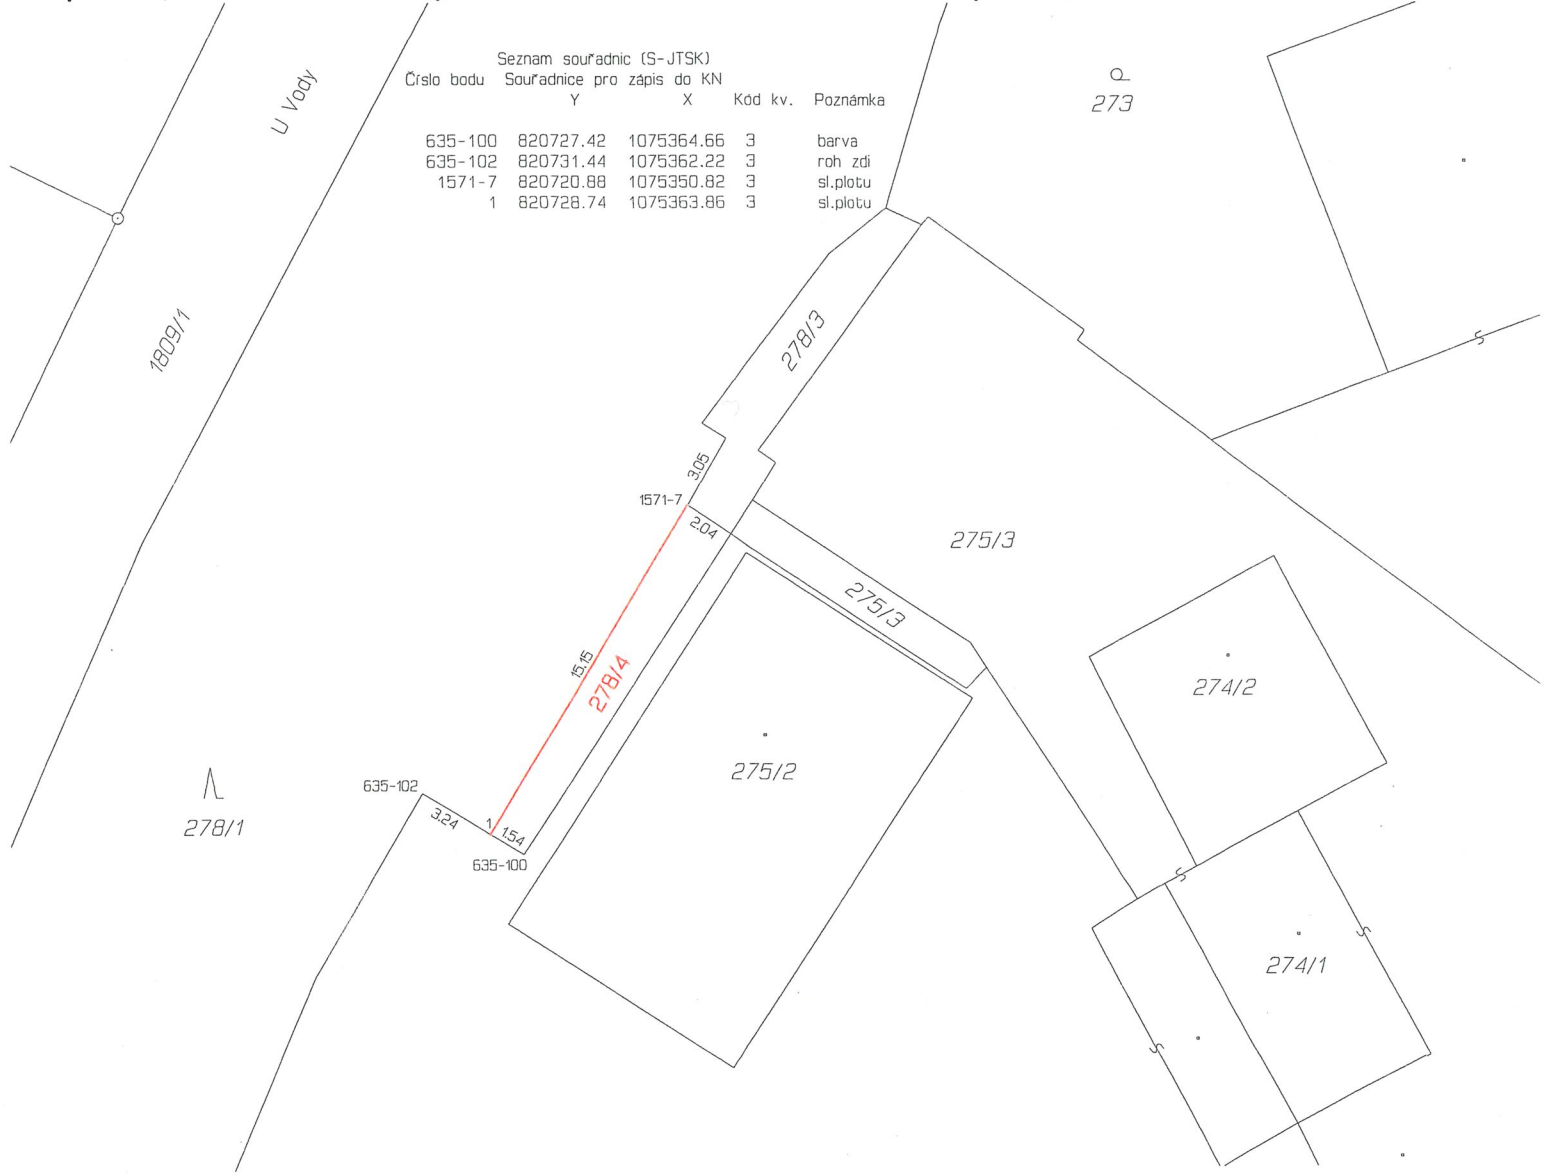 Seznam souřadnic (S-JTSK)
Číslo bodu Souřadnice pro zápis do KN
Y X Kód kv. Poznámka
635-100 820727.42 1075364.66 3 barva
635-102 820731.44 1075362.22 3 roh zdi
1571-7 820720.88 1075350.82 3 sl.plotu
1 820728.74 1075363.86 3 sl.plotu
U Vody
273
1809/1
278/3
3.05
1571-7
2.04
275/3
275/3
15.15
278/4
274/2
275/2
635-102
3.24
1
1.54
278/1
635-100
274/1